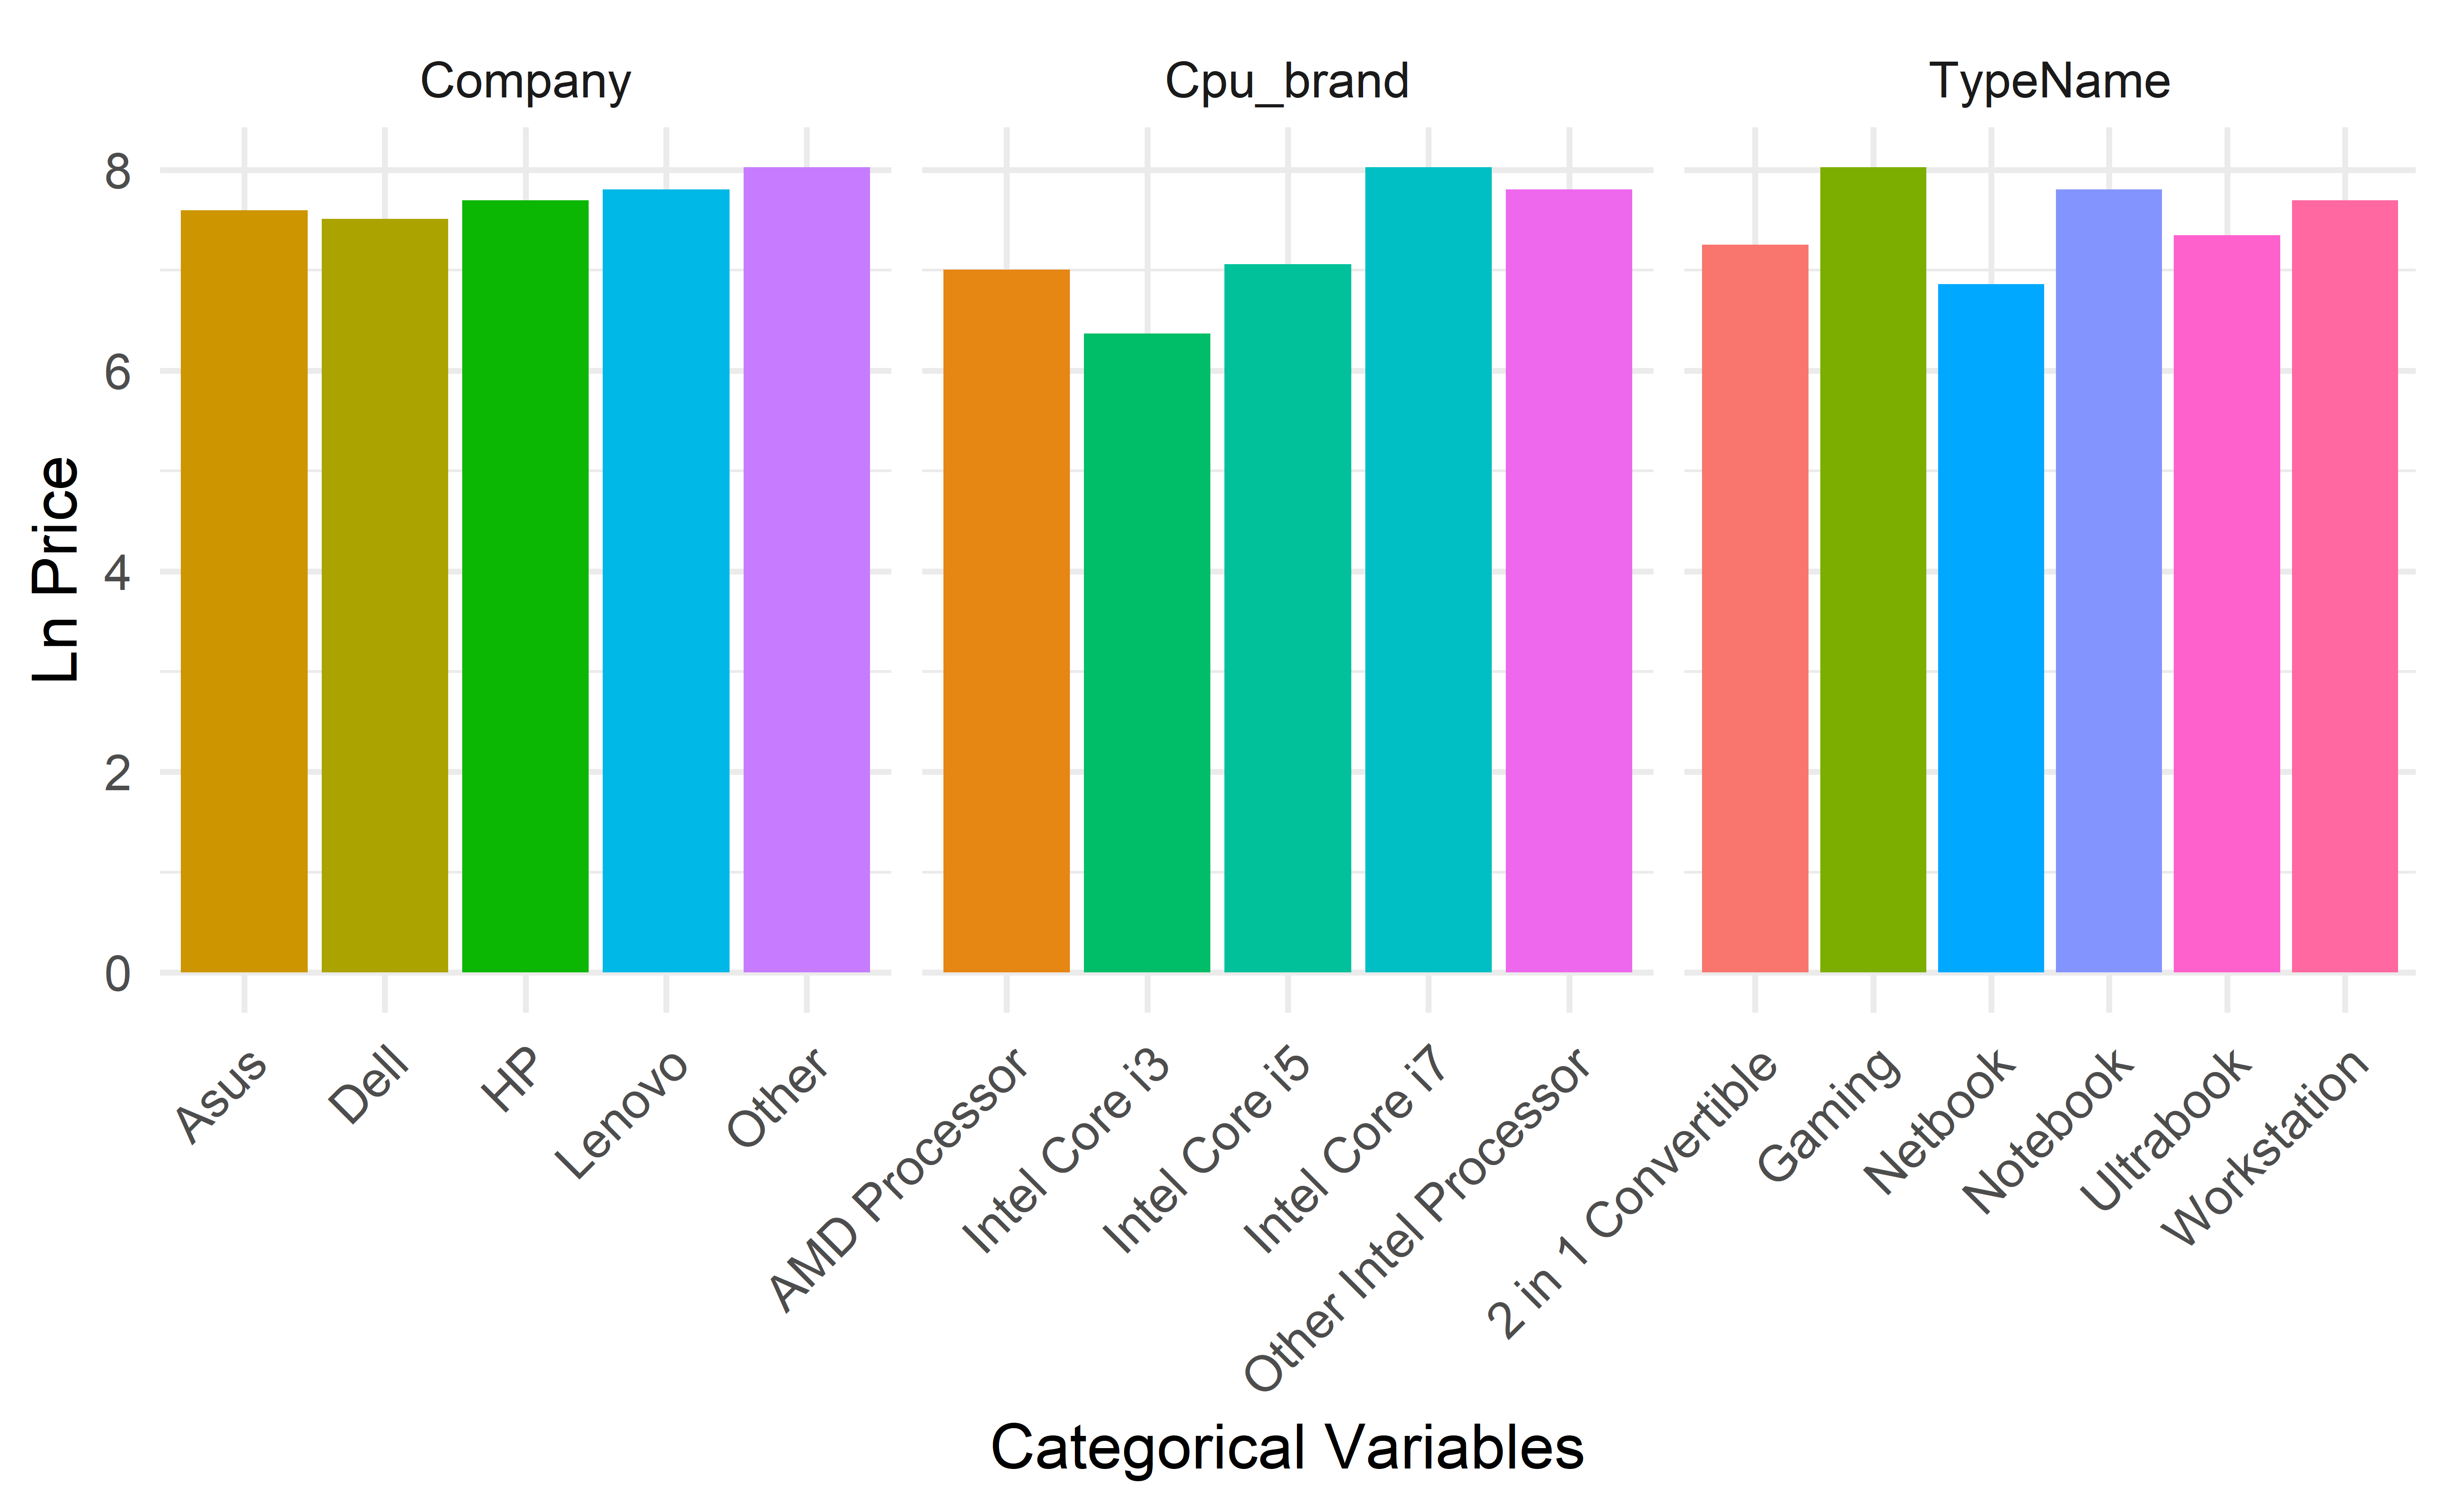 Company
Cpu_brand
TypeName
Ln Price
8
6
4
2
0
Asus
Dell
HP
Lenovo
Other
AMD Processor
Intel Core i3
Intel Core i5
Intel Core i7
Other Intel Processor
2 in 1 Convertible
Gaming
Netbook
Notebook
Ultrabook
Workstation
Categorical Variables